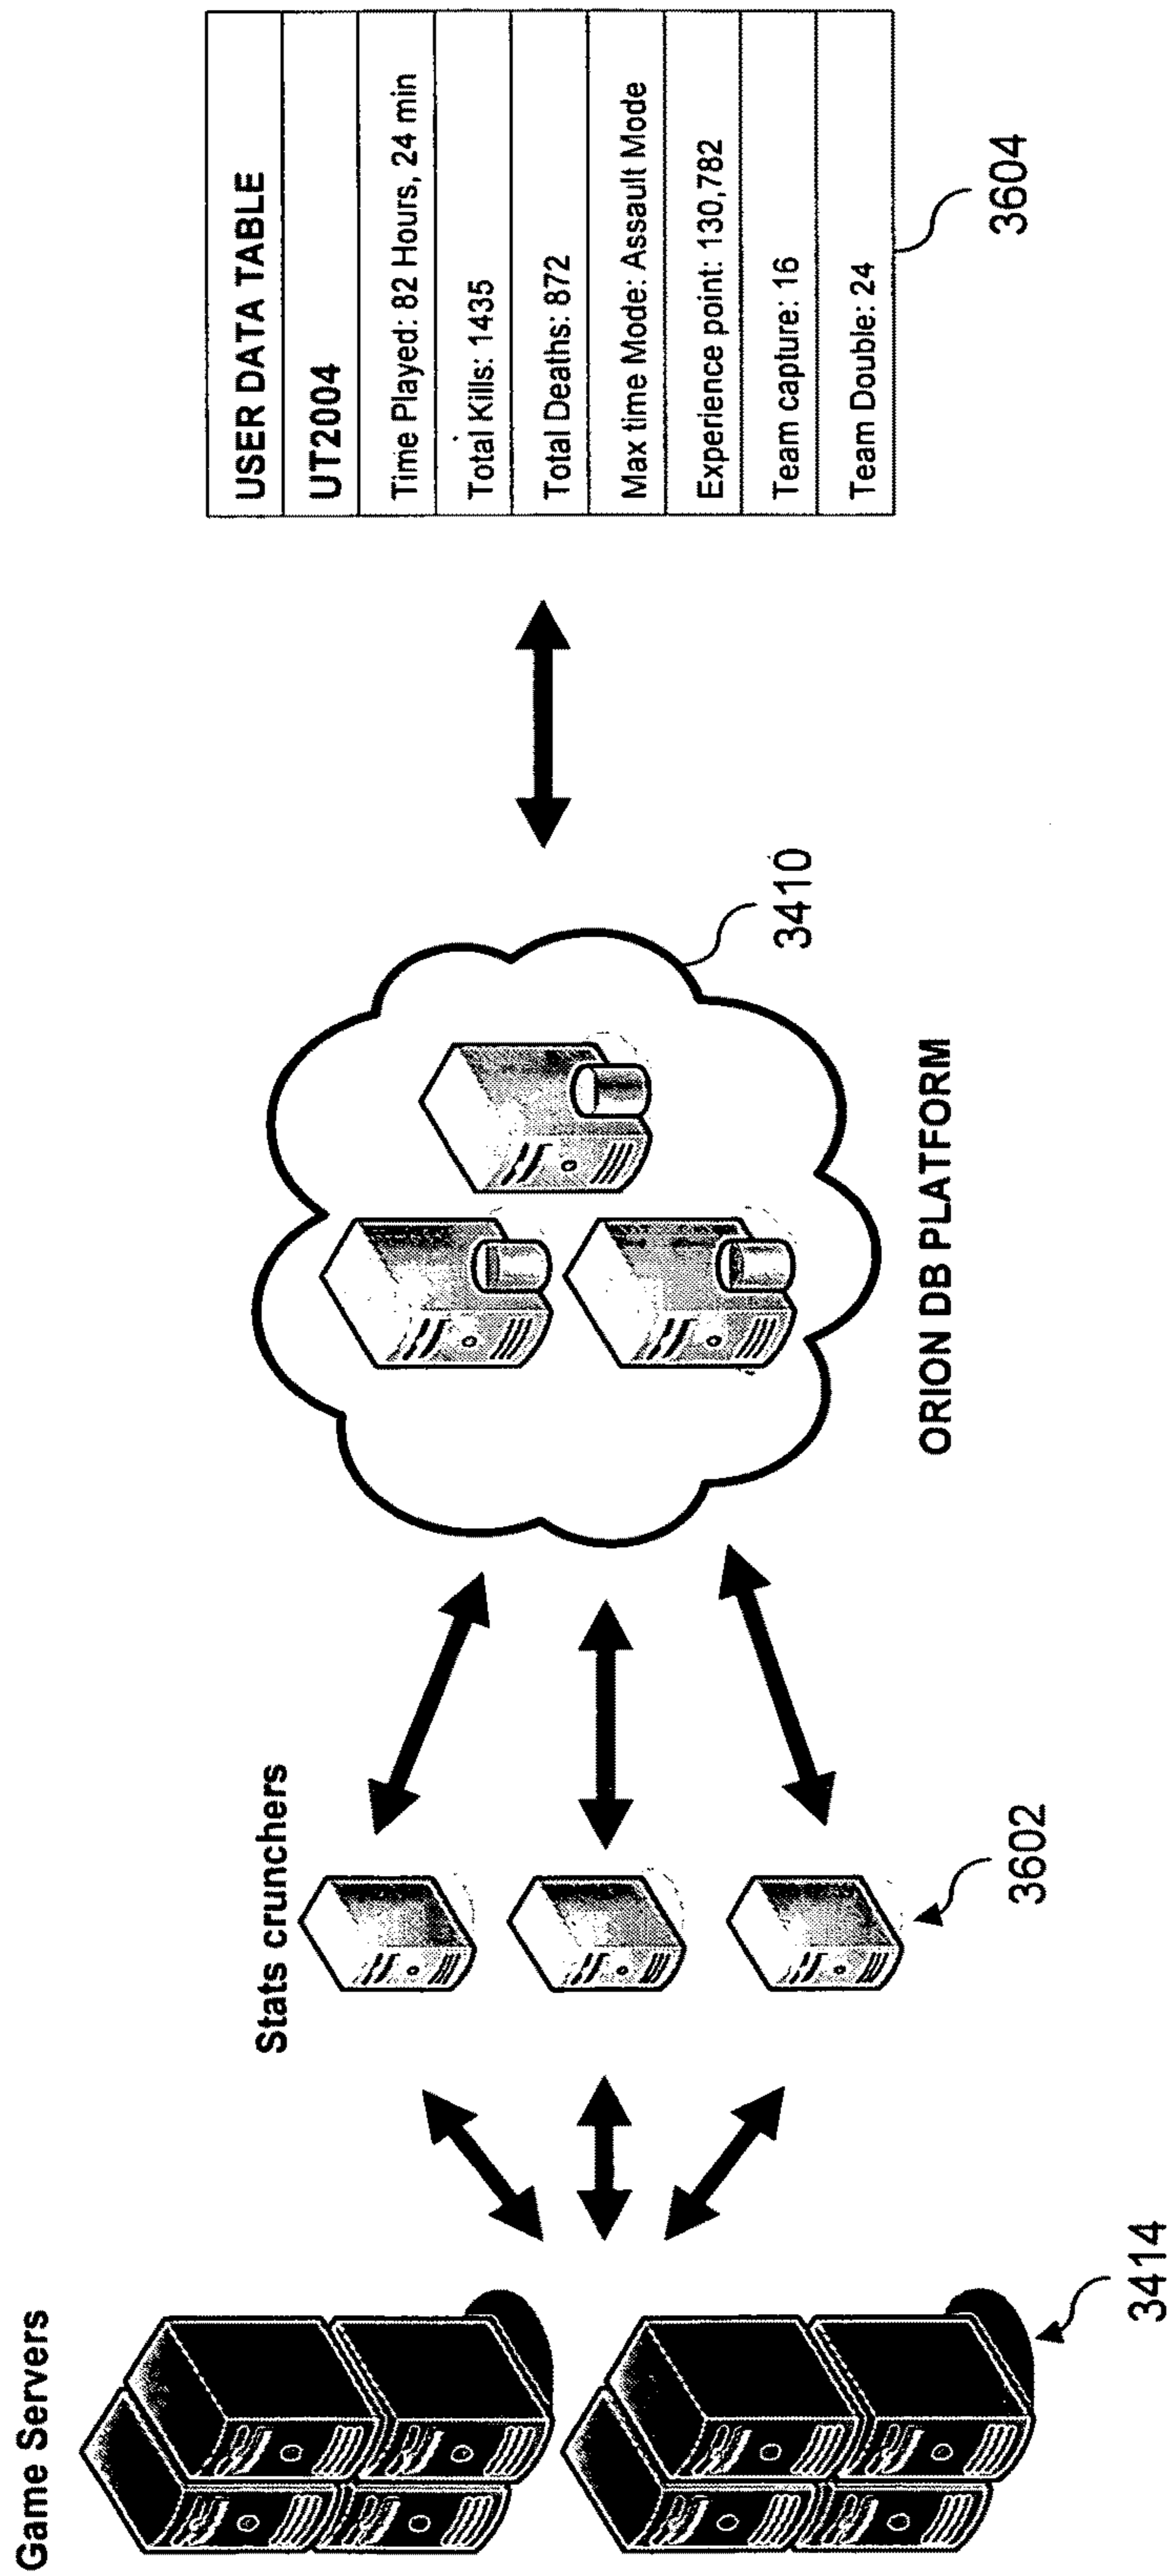 Game Servers
3414
Stats crunchers
3602
ORION DB PLATFORM
3410
USER DATA TABLE
UT2004
Time Played: 82 Hours, 24 min
Total Kills: 1435
Total Deaths: 872
Max time Mode: Assault Mode
Experience point: 130,782
Team capture: 16
Team Double: 24
3604